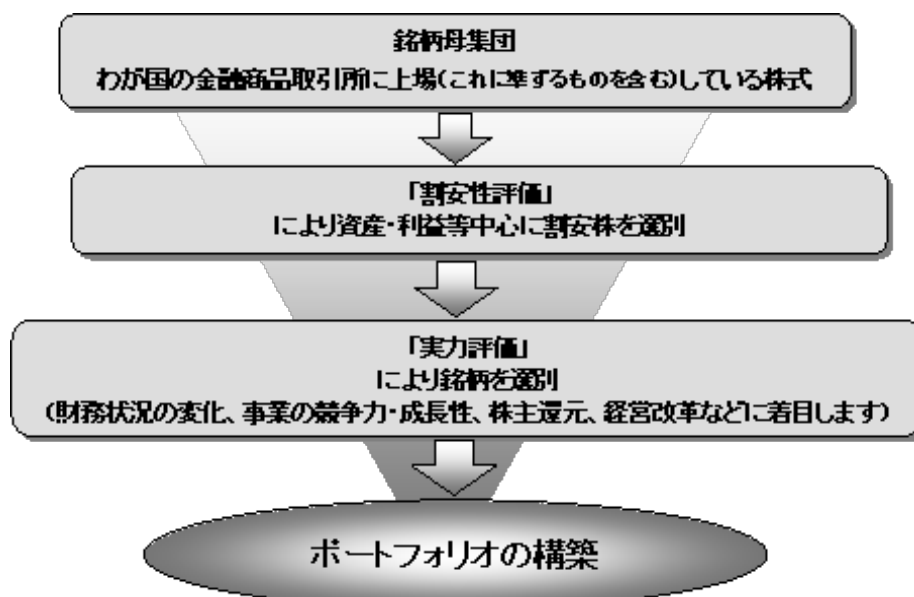 銘柄母集団
わが国の金融商品取引所に上場(これに準ずるものを含む)している株式
「割安性評価」
により資産・利益等中心に割安株を選別
「実力評価」
により銘柄を選別
(財務状況の変化、事業の競争力・成長性、株主還元、経営改革などに着目します)
ポートフォリオの構築